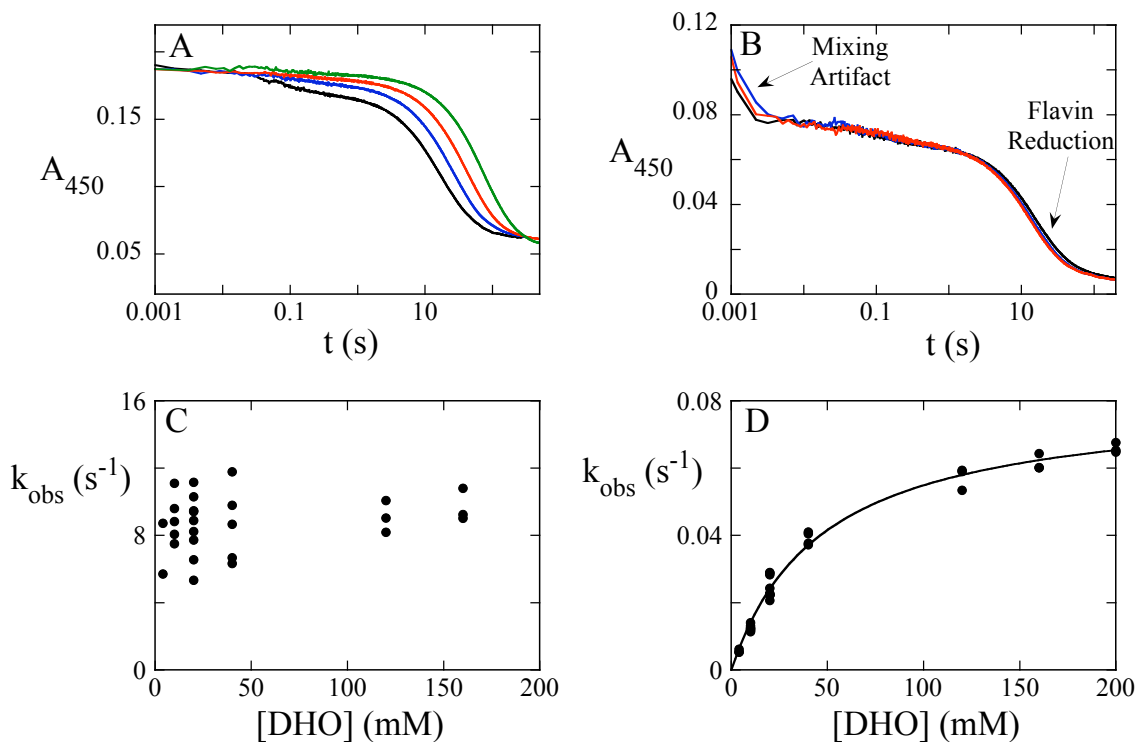 A
0.15
A450
0.05
0.001
0.1
10
t (s)
B
0.12
Mixing
Artifact
0.08
Flavin
Reduction
A450
0.04
0
0.001
0.1
10
t (s)
C
16
kobs (s-1)
8
0
0
50
100
150
200
[DHO] (mM)
D
0.08
kobs (s-1)
0.04
0
0
50
100
150
200
[DHO] (mM)